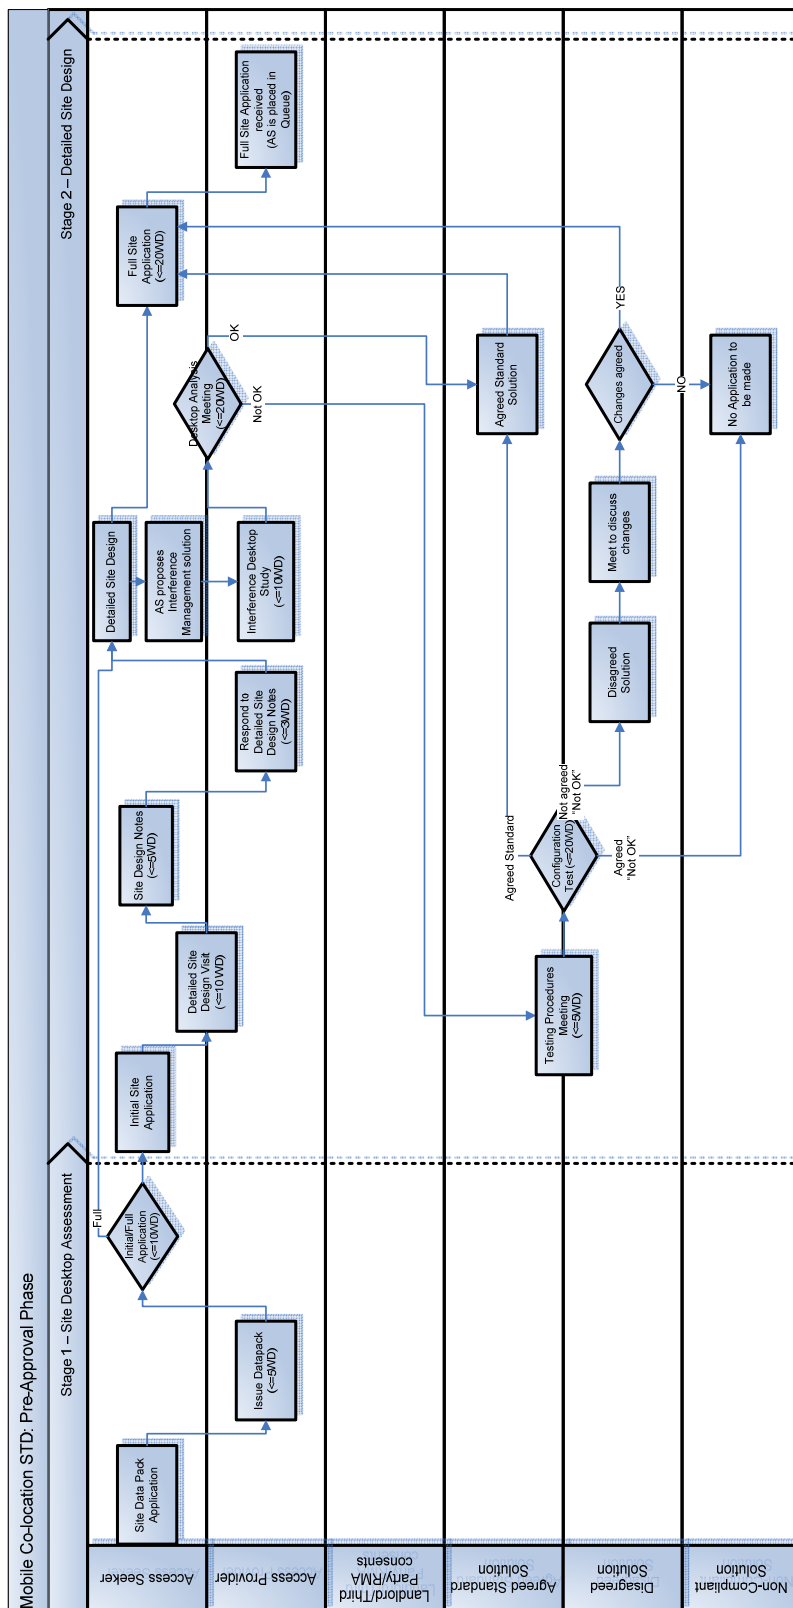 Mobile Co-location STD: Pre-Approval Phase
Stage 1 – Site Desktop Assessment
Stage 2 – Detailed Site Design
Access Seeker
Site Data Pack
Application
Initial/Full
Application
(<=10WD)
Full
Initial Site
Application
Site Design Notes
(<=5WD)
Detailed Site Design
AS proposes
Interference
Management solution
Full Site
Application
(<=20WD)
Access Provider
Issue Datapack
(<=5WD)
Detailed Site
Design Visit
(<=10WD)
Respond to
Detailed Site
Design Notes
(<=3WD)
Interference Desktop
Study
(<=10WD)
Desktop Analysis
Meeting
(<=20WD)
OK
Not OK
Full Site Application
received
(AS is placed in
Queue)
Landlord/Third
Party/RMA
consents
Agreed Standard
Solution
Agreed Standard
Agreed Standard
Solution
Disagreed
Solution
Testing Procedures
Meeting
(<=5WD)
Configuration
Test (<=20WD)
Not agreed
"Not OK"
Agreed
"Not OK"
Disagreed
Solution
Meet to discuss
changes
Changes agreed
YES
NO
Non-Compliant
Solution
No Application to
be made